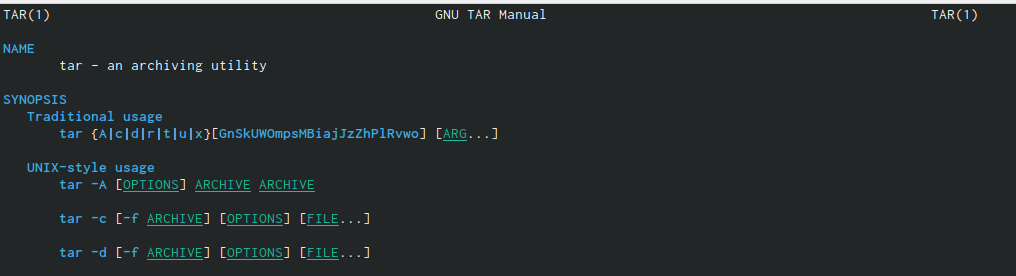 TAR(1) GNU TAR Manual TAR(1)
NAME
tar – an archiving utility
SYNOPSIS
Traditional usage
tar {A|c|d|r|t|u|x}[GnSkUWOmpsMBiajJzZhPlRvwo] [ARG...]
UNIX-style usage
tar -A [OPTIONS] ARCHIVE ARCHIVE
tar -c [-f ARCHIVE] [OPTIONS] [FILE...]
tar -d [-f ARCHIVE] [OPTIONS] [FILE...]